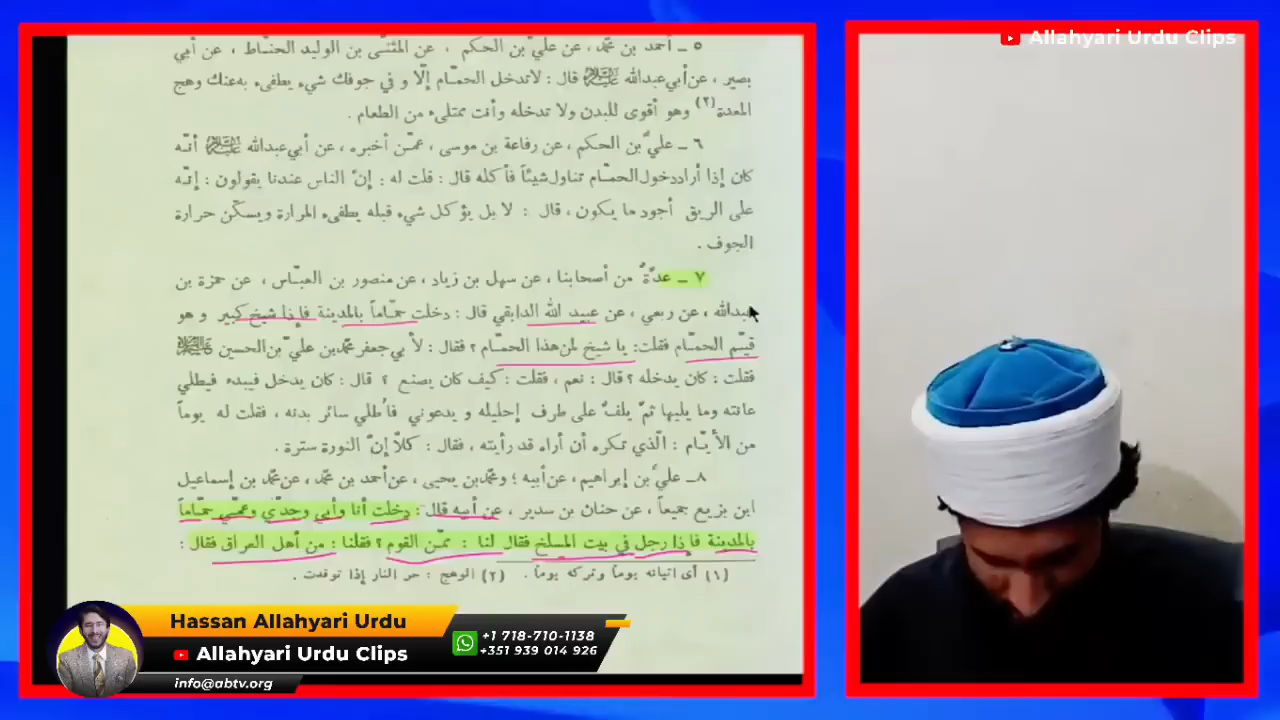 Allahyari Urdu Clips
٥ ـ أحمد بن محمّد، عن عليّ بن الحكم ، عن المثنّى بن الوليد الحنّاط ، عن أبي
بصير ، عن أبي عبدالله عليه السلام قال : لا تدخل الحمّام إلّا و في جوفك شيء يطفىء به عنك وهج
المعدة (٢) وهو أقوى للبدن ولا تدخله وأنت ممتلىء من الطعام .
٦ ـ عليّ بن الحكم ، عن رفاعة بن موسى ، عمّن أخبره ، عن أبي عبدالله عليه السلام أنّه
كان إذا أراد دخول الحمّام تناول شيئاً فأكله قال : قلت له : إنّ الناس عندنا يقولون : إنّه
على الريق أجود ما يكون ، قال : لا بل يؤكل شيء قبله يطفىء المرارة ويسكّن حرارة
الجوف .
٧ ـ عدّة من أصحابنا ، عن سهل بن زياد ، عن منصور بن العبّاس ، عن حمزة بن
عبدالله ، عن ربعي ، عن عبيد الله الدابقي قال : دخلت حمّاماً بالمدينة فإذا شيخ كبير و هو
قيّم الحمّام فقلت : يا شيخ لمن هذا الحمّام ؟ فقال : لأبي جعفر محمّد بن عليّ بن الحسين عليهم السلام
فقلت : كان يدخله ؟ قال : نعم ، فقلت : كيف كان يصنع ؟ قال : كان يدخل فيبدء فيطلي
عانته وما يليها ثمّ يلفّ على طرف إحليله و يدعوني فأُطلي سائر بدنه ، فقلت له يوماً
من الأيّام : الّذي تكره أن أراه قد رأيته ، فقال : كلّا إنّ النورة سترة .
٨ ـ عليّ بن إبراهيم ، عن أبيه ؛ ومحمّد بن يحيى ، عن أحمد بن محمّد ، عن محمّد بن إسماعيل
ابن بزيع جميعاً ، عن حنان بن سدير ، عن أبيه قال : دخلت أنا وأبي وجدّي وعمّي حمّاماً
بالمدينة فإذا رجل في بيت المسلخ فقال لنا : ممّن القوم ؟ فقلنا : من أهل العراق فقال :
(١) أى اتيانه يوماً وتركه يوماً . (٢) الوهج : حر النار إذا توقدت .
Hassan Allahyari Urdu
Allahyari Urdu Clips
info@abtv.org
+1 718-710-1138
+351 939 014 926